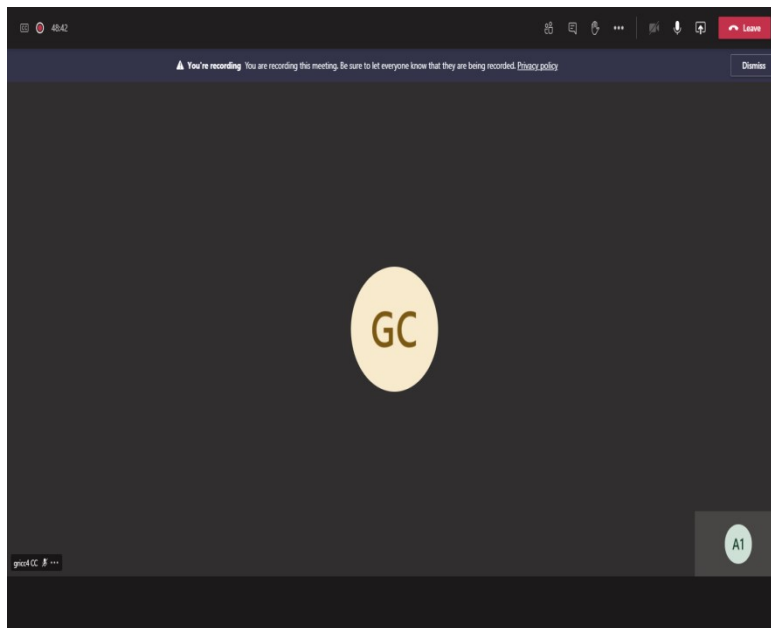 48:42
Leave
You're recording You are recording this meeting. Be sure to let everyone know that they are being recorded. Privacy policy
Dismiss
GC
A1
gricc4 CC